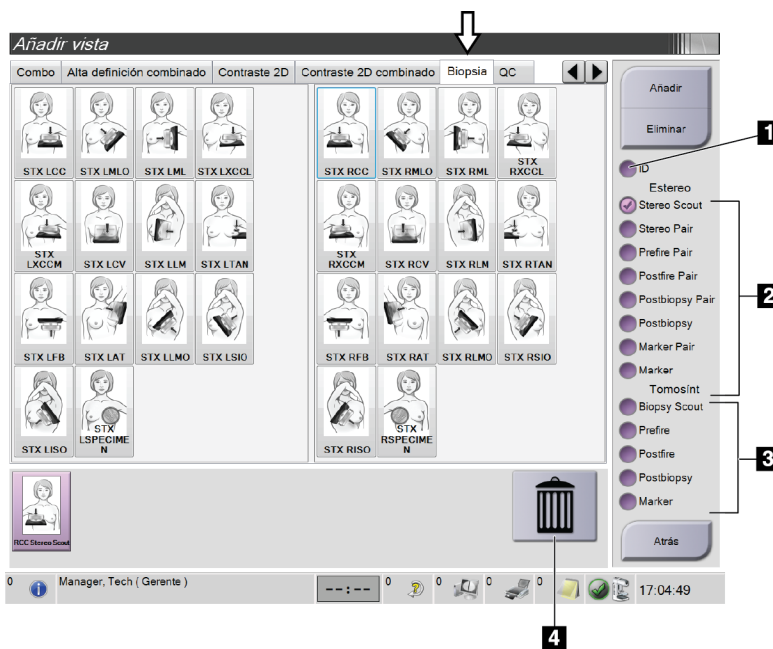 Añadir vista
Combo
Alta definición combinado
Contraste 2D
Contraste 2D combinado
Biopsia
QC
STX LCC
STX LMLO
STX LML
STX LXCCL
STX
LXCCM
STX LCV
STX LLM
STX LTAN
STX LFB
STX LAT
STX LLMO
STX LSIO
STX LISO
STX
LSPECIME
N
STX RCC
STX RMLO
STX RML
STX
RXCCL
STX
RXCCM
STX RCV
STX RLM
STX RTAN
STX RFB
STX RAT
STX RLMO
STX RSIO
STX RISO
STX
RSPECIME
N
Añadir
Eliminar
1
ID
Estereo
Stereo Scout
Stereo Pair
Prefire Pair
Postfire Pair
Postbiopsy Pair
2
Postbiopsy
Marker Pair
Marker
Tomosínt
Biopsy Scout
Prefire
Postfire
3
Postbiopsy
Marker
Atrás
RCC Stereo Scout
0
Manager, Tech ( Gerente )
--:--
0
0
0
0
17:04:49
4